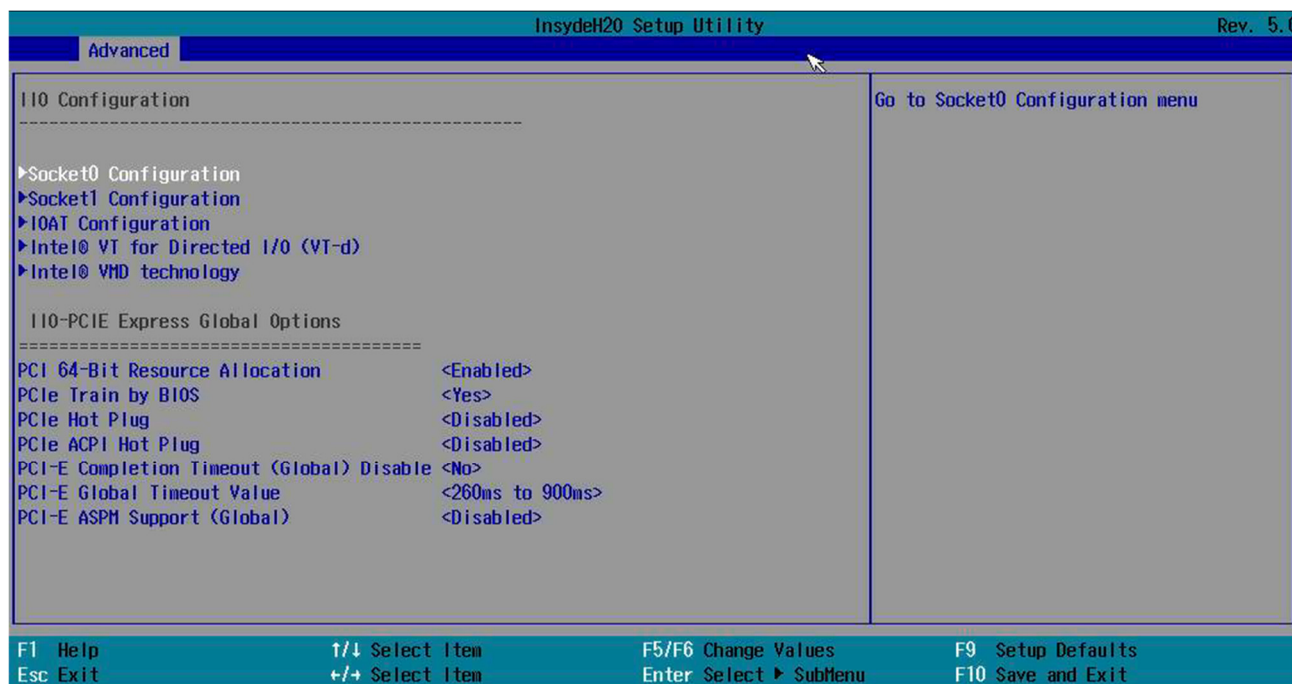 InsydeH2O Setup Utility Rev. 5.
Advanced
IIO Configuration
Go to Socket0 Configuration menu
----------------------------------------------------
▶Socket0 Configuration
▶Socket1 Configuration
▶IOAT Configuration
▶Intel® VT for Directed I/O (VT-d)
▶Intel® VMD technology
IIO-PCIE Express Global Options
========================================
PCI 64-Bit Resource Allocation <Enabled>
PCIe Train by BIOS <Yes>
PCIe Hot Plug <Disabled>
PCIe ACPI Hot Plug <Disabled>
PCI-E Completion Timeout (Global) Disable <No>
PCI-E Global Timeout Value <260ms to 900ms>
PCI-E ASPM Support (Global) <Disabled>
F1 Help ↑/↓ Select Item F5/F6 Change Values F9 Setup Defaults
Esc Exit ←/→ Select Item Enter Select ▶ SubMenu F10 Save and Exit